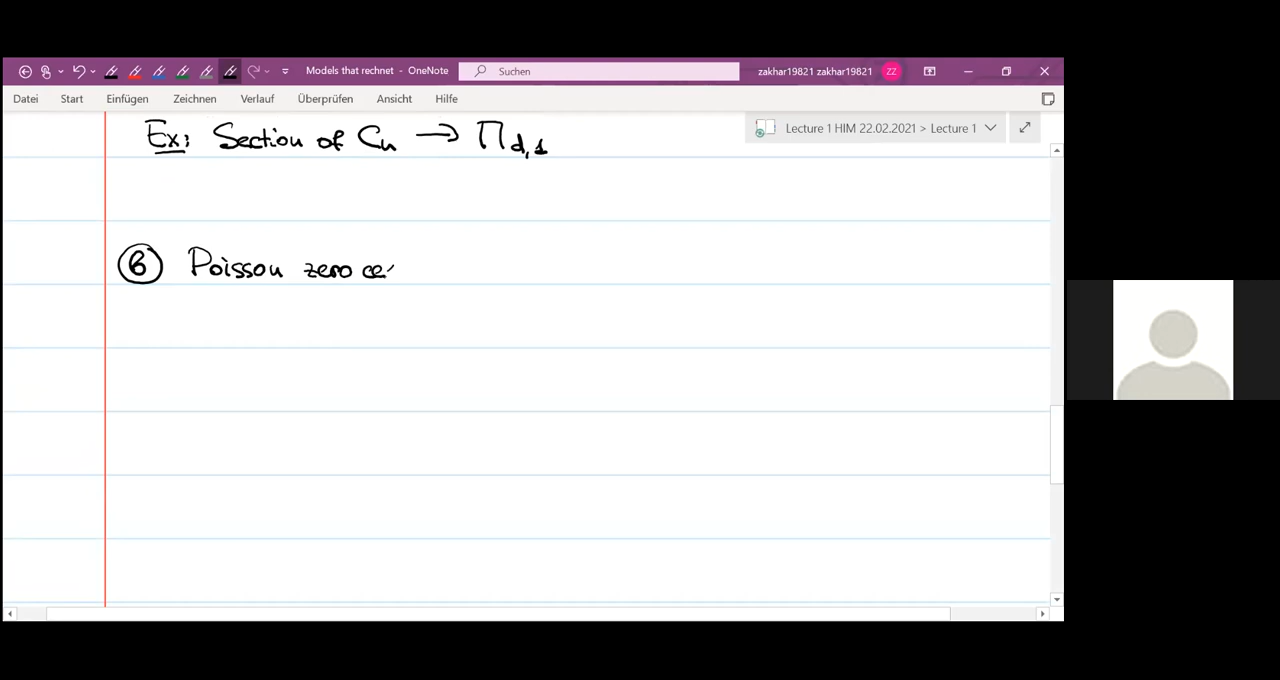 Models that rechnet - OneNote
Suchen
zakhar19821 zakhar19821
ZZ
Datei Start Einfügen Zeichnen Verlauf Überprüfen Ansicht Hilfe
Lecture 1 HIM 22.02.2021 > Lecture 1
Ex: Section of Cn → Π d,1
⑥ Poisson zero ce